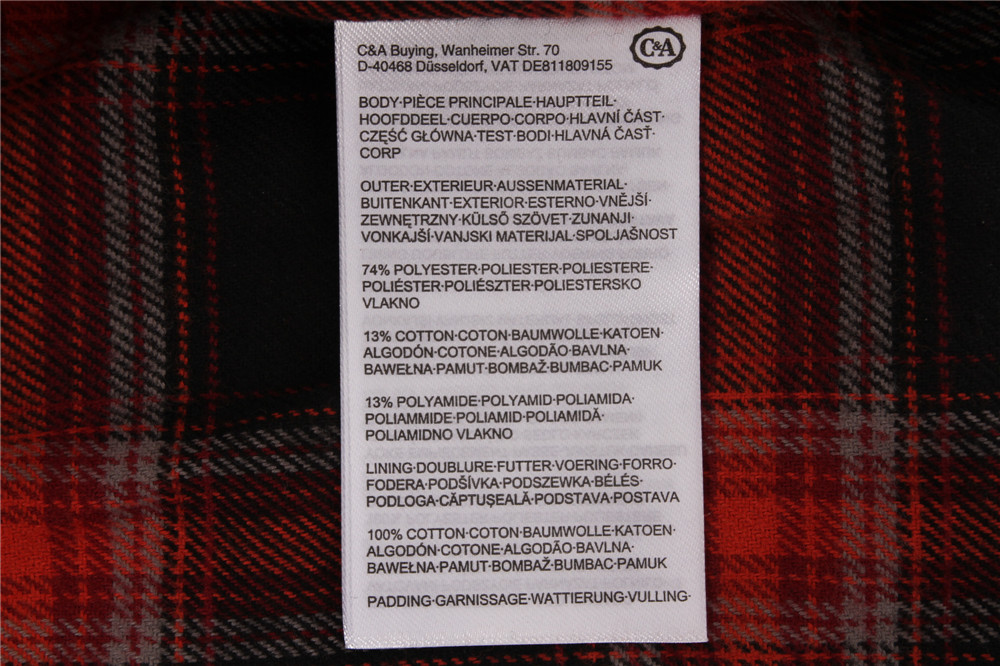 C&A Buying, Wanheimer Str. 70
D-40468 Düsseldorf, VAT DE811809155
C&A
BODY·PIÈCE PRINCIPALE·HAUPTTEIL·
HOOFDDEEL·CUERPO·CORPO·HLAVNÍ ČÁST·
CZĘŚĆ GŁÓWNA·TEST·BODI·HLAVNÁ ČASŤ·
CORP
OUTER·EXTERIEUR·AUSSENMATERIAL·
BUITENKANT·EXTERIOR·ESTERNO·VNĚJŠÍ·
ZEWNĘTRZNY·KÜLSŐ SZÖVET·ZUNANJI·
VONKAJŠÍ·VANJSKI MATERIJAL·SPOLJAŠNOST
74% POLYESTER·POLIESTER·POLIESTERE·
POLIÉSTER·POLIÉSZTER·POLIESTERSKO
VLAKNO
13% COTTON·COTON·BAUMWOLLE·KATOEN·
ALGODÓN·COTONE·ALGODÃO·BAVLNA·
BAWEŁNA·PAMUT·BOMBAŽ·BUMBAC·PAMUK
13% POLYAMIDE·POLYAMID·POLIAMIDA·
POLIAMMIDE·POLIAMID·POLIAMIDĂ·
POLIAMIDNO VLAKNO
LINING·DOUBLURE·FUTTER·VOERING·FORRO·
FODERA·PODŠÍVKA·PODSZEWKA·BÉLÉS·
PODLOGA·CĂPTUȘEALĂ·PODSTAVA·POSTAVA
100% COTTON·COTON·BAUMWOLLE·KATOEN·
ALGODÓN·COTONE·ALGODÃO·BAVLNA·
BAWEŁNA·PAMUT·BOMBAŽ·BUMBAC·PAMUK
PADDING·GARNISSAGE·WATTIERUNG·VULLING·